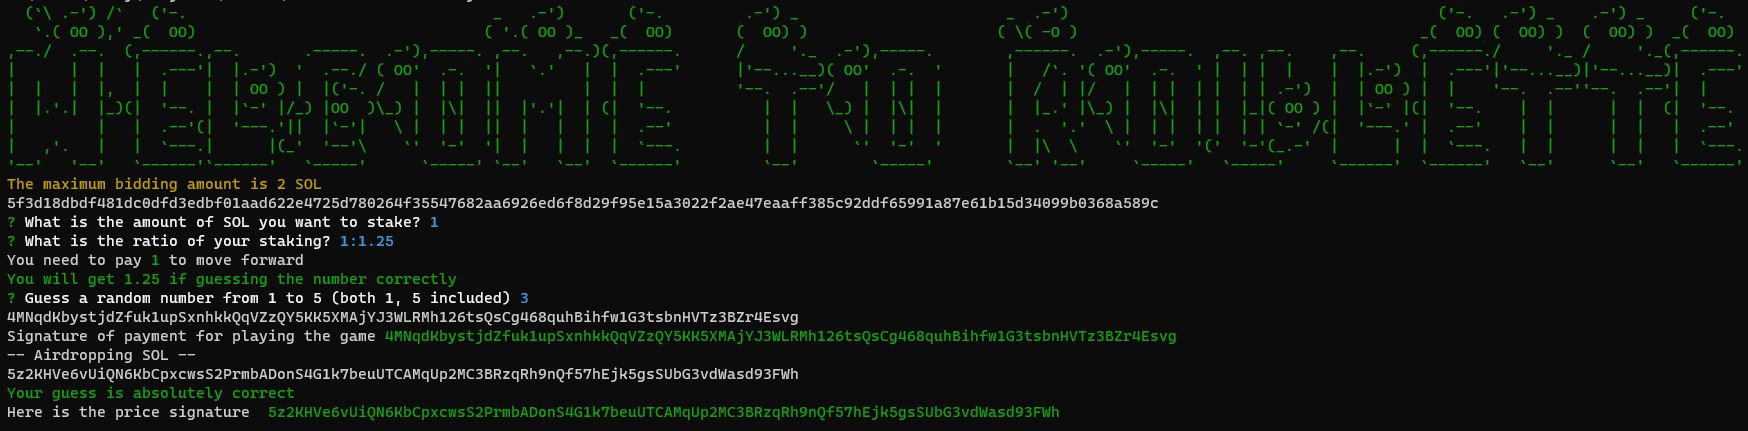 WELCOME TO ROULETTE
The maximum bidding amount is 2 SOL
5f3d18dbdf481dc0dfd3edbf01aad622e4725d780264f35547682aa6926ed6f8d29f95e15a3022f2ae47eaaff385c92ddf65991a87e61b15d34099b0368a589c
? What is the amount of SOL you want to stake? 1
? What is the ratio of your staking? 1:1.25
You need to pay 1 to move forward
You will get 1.25 if guessing the number correctly
? Guess a random number from 1 to 5 (both 1, 5 included) 3
4MNqdKbystjdZfuk1upSxnhkkQqVZzQY5KK5XMAjYJ3WLRMh126tsQsCg468quhBihfw1G3tsbnHVTz3BZr4Esvg
Signature of payment for playing the game 4MNqdKbystjdZfuk1upSxnhkkQqVZzQY5KK5XMAjYJ3WLRMh126tsQsCg468quhBihfw1G3tsbnHVTz3BZr4Esvg
-- Airdropping SOL --
5z2KHVe6vUiQN6KbCpxcwsS2PrmbADonS4G1k7beuUTCAMqUp2MC3BRzqRh9nQf57hEjk5gsSUbG3vdWasd93FWh
Your guess is absolutely correct
Here is the price signature 5z2KHVe6vUiQN6KbCpxcwsS2PrmbADonS4G1k7beuUTCAMqUp2MC3BRzqRh9nQf57hEjk5gsSUbG3vdWasd93FWh